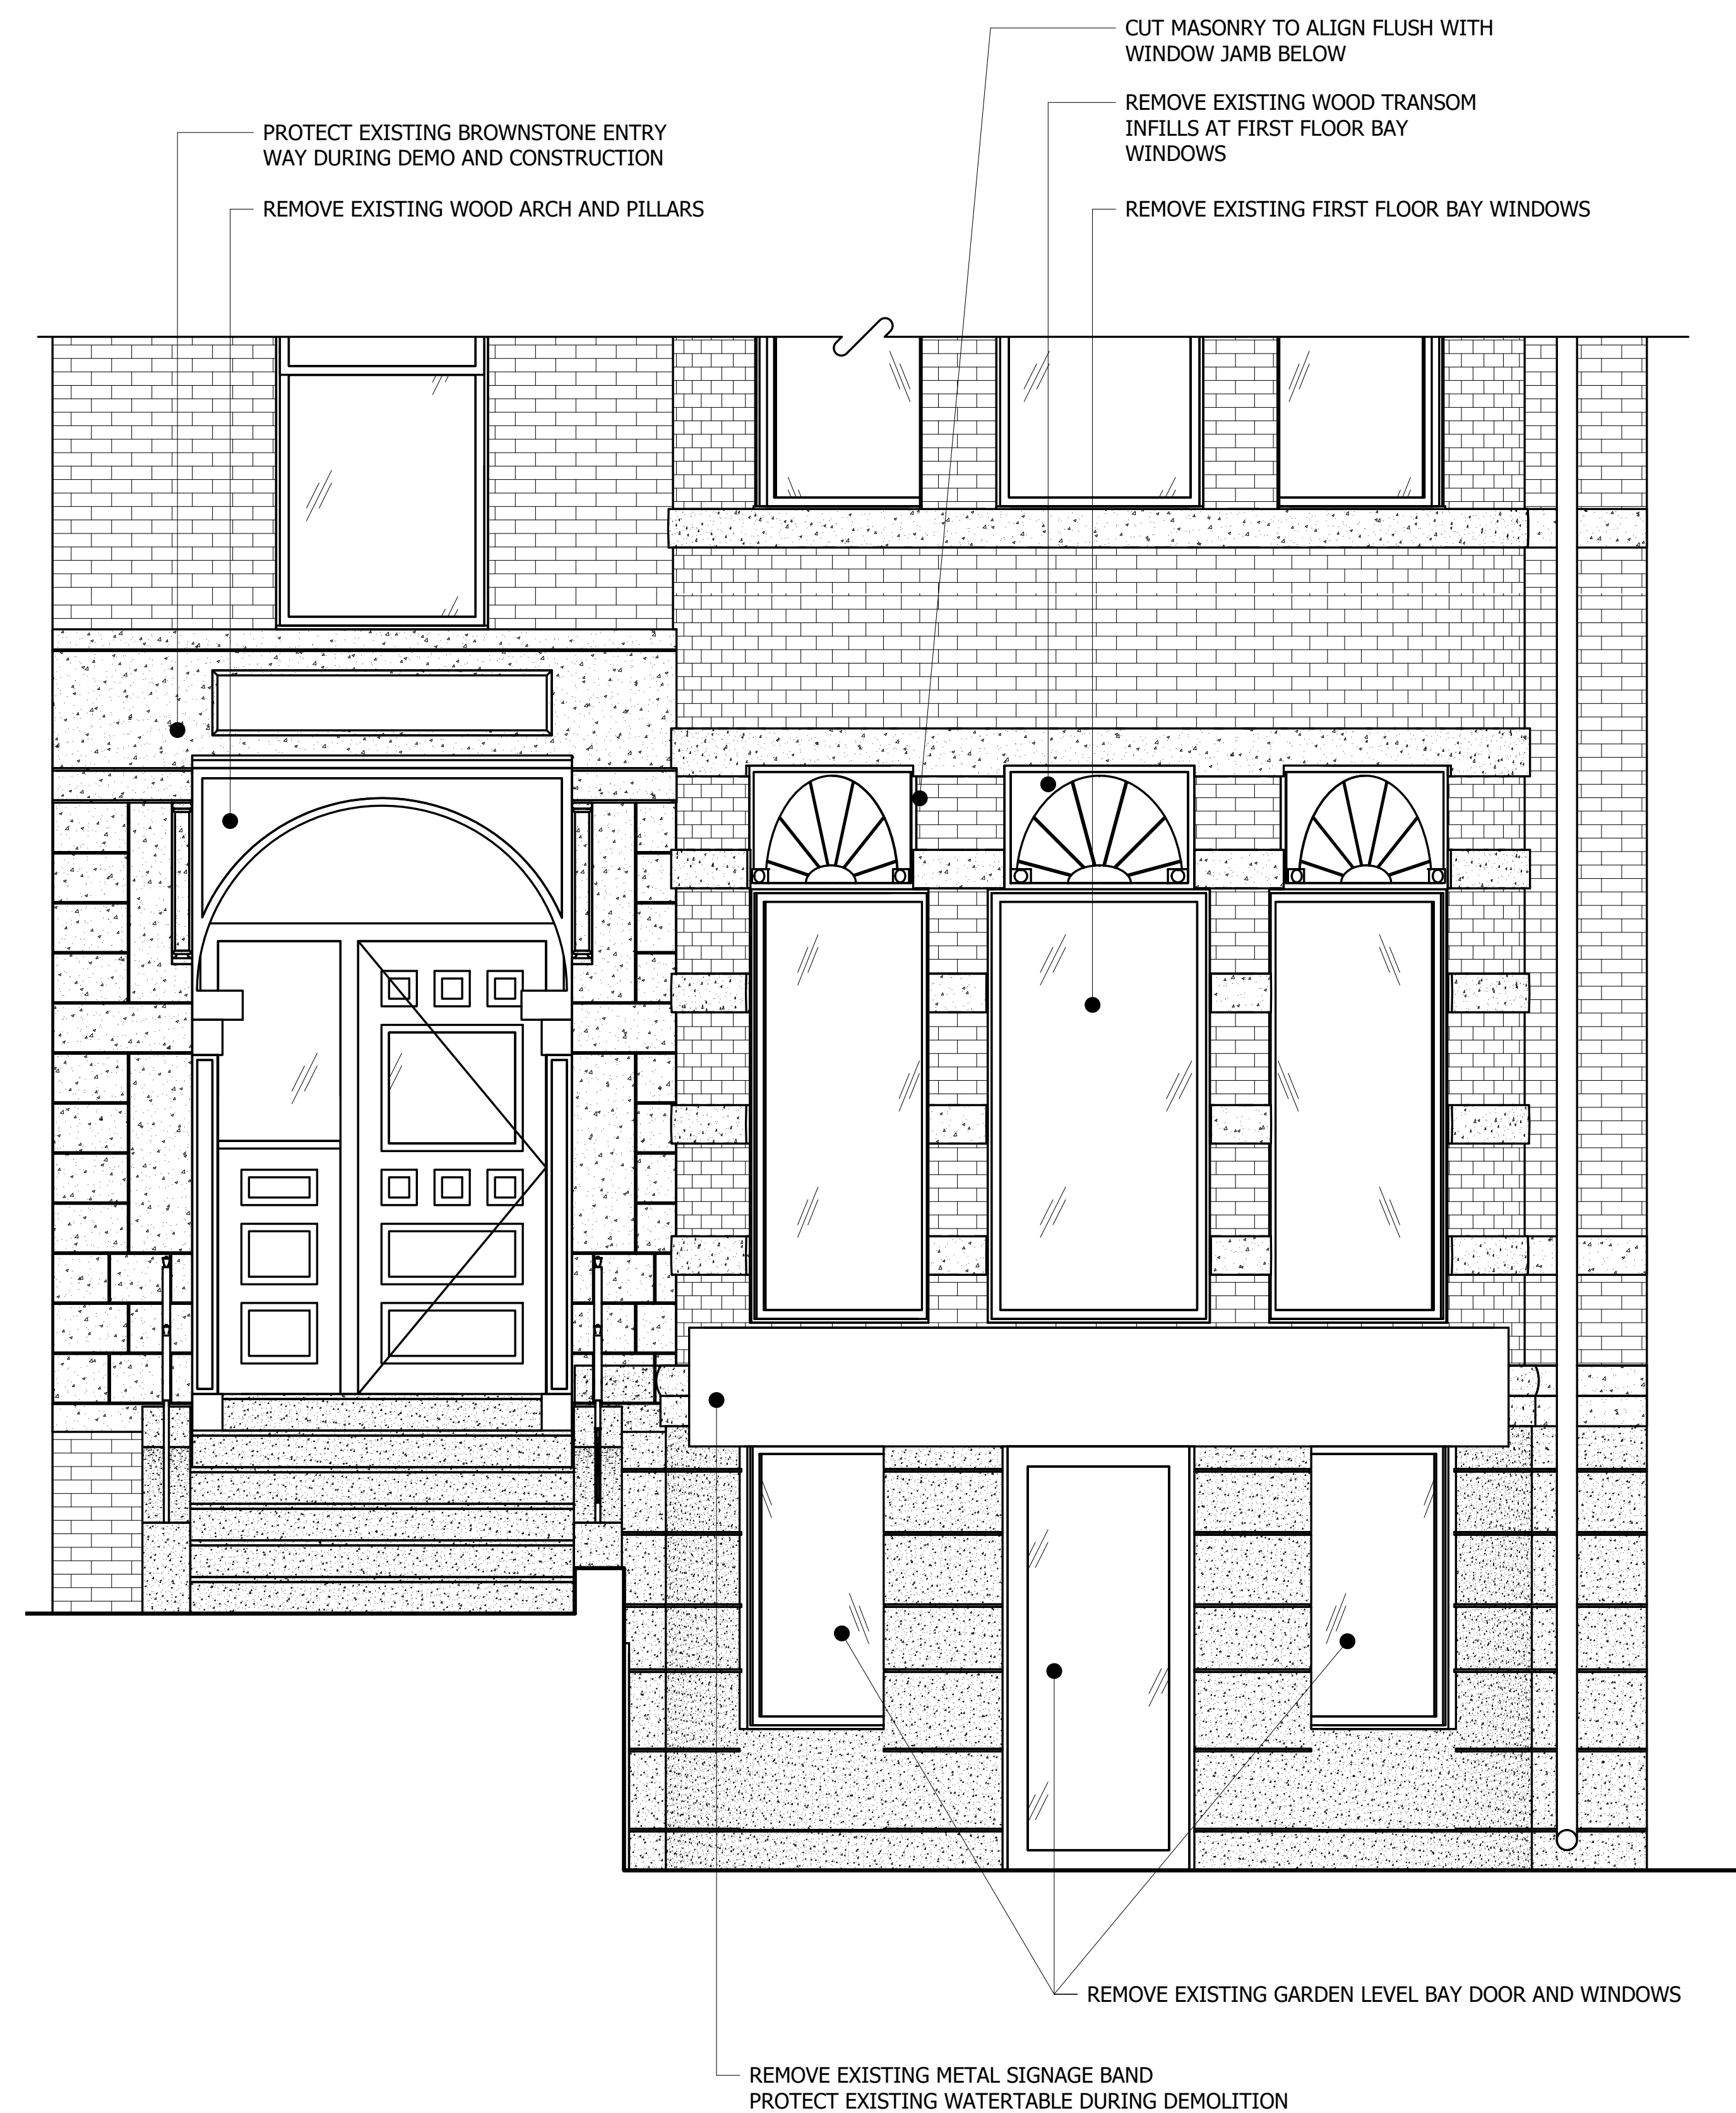 CUT MASONRY TO ALIGN FLUSH WITH
WINDOW JAMB BELOW
REMOVE EXISTING WOOD TRANSOM
INFILLS AT FIRST FLOOR BAY
WINDOWS
PROTECT EXISTING BROWNSTONE ENTRY
WAY DURING DEMO AND CONSTRUCTION
REMOVE EXISTING WOOD ARCH AND PILLARS
REMOVE EXISTING FIRST FLOOR BAY WINDOWS
REMOVE EXISTING GARDEN LEVEL BAY DOOR AND WINDOWS
REMOVE EXISTING METAL SIGNAGE BAND
PROTECT EXISTING WATERTABLE DURING DEMOLITION